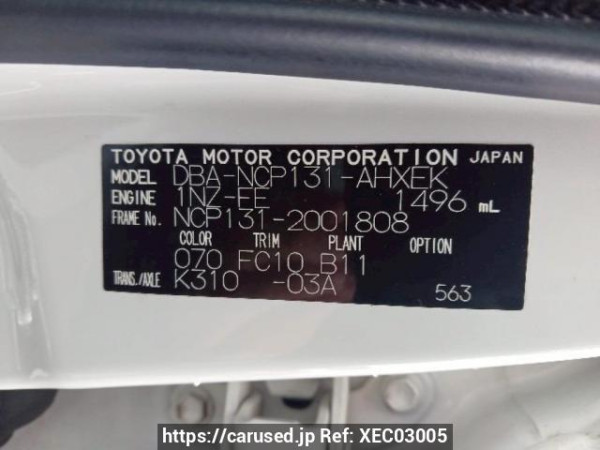 TOYOTA MOTOR CORPORATION JAPAN
MODEL DBA-NCP131-AHXEK
ENGINE 1NZ-FE 1496 mL
FRAME No. NCP131-2001808
COLOR TRIM PLANT OPTION
070 FC10 B11
TRANS./AXLE K310 -03A
563
https://carused.jp Ref: XEC03005